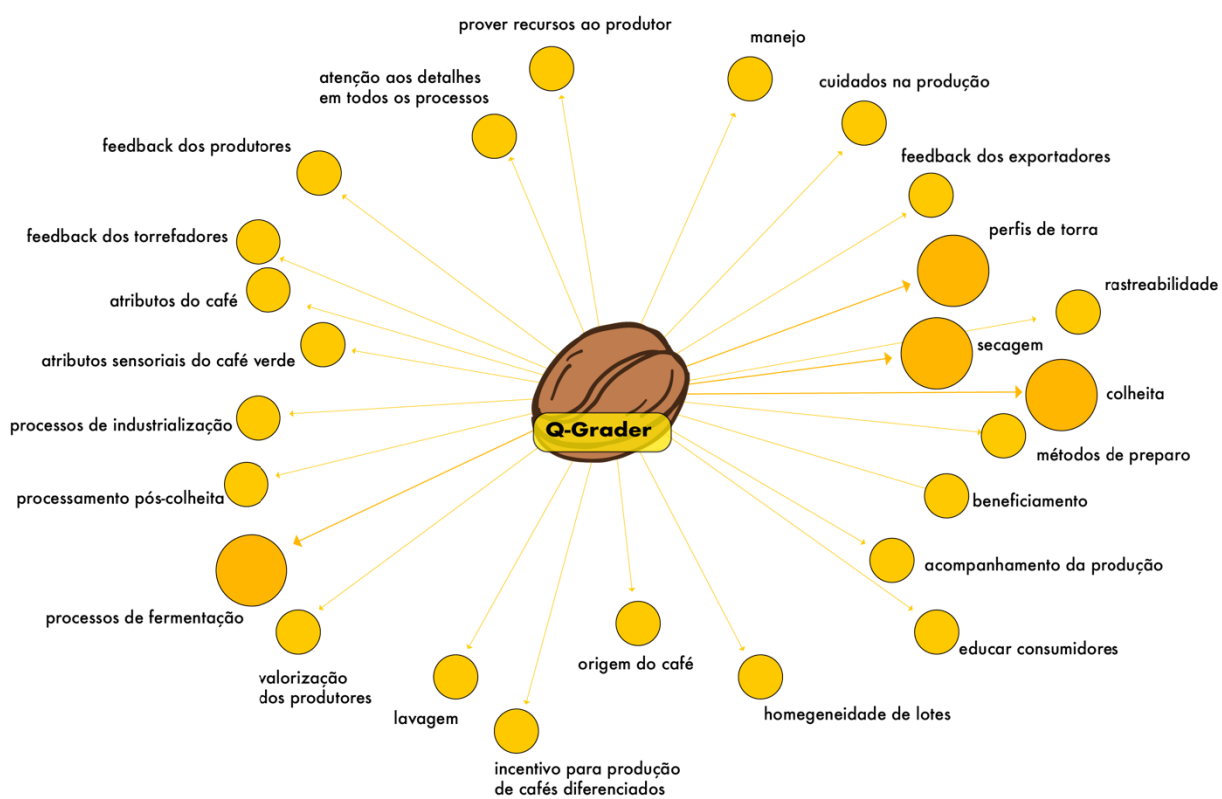 prover recursos ao produtor
manejo
atenção aos detalhes
em todos os processos
cuidados na produção
feedback dos produtores
feedback dos exportadores
feedback dos torrefadores
perfis de torra
atributos do café
rastreabilidade
atributos sensoriais do café verde
secagem
colheita
processos de industrialização
Q-Grader
métodos de preparo
processamento pós-colheita
beneficiamento
acompanhamento da produção
processos de fermentação
educar consumidores
valorização
dos produtores
origem do café
lavagem
homegeneidade de lotes
incentivo para produção
de cafés diferenciados